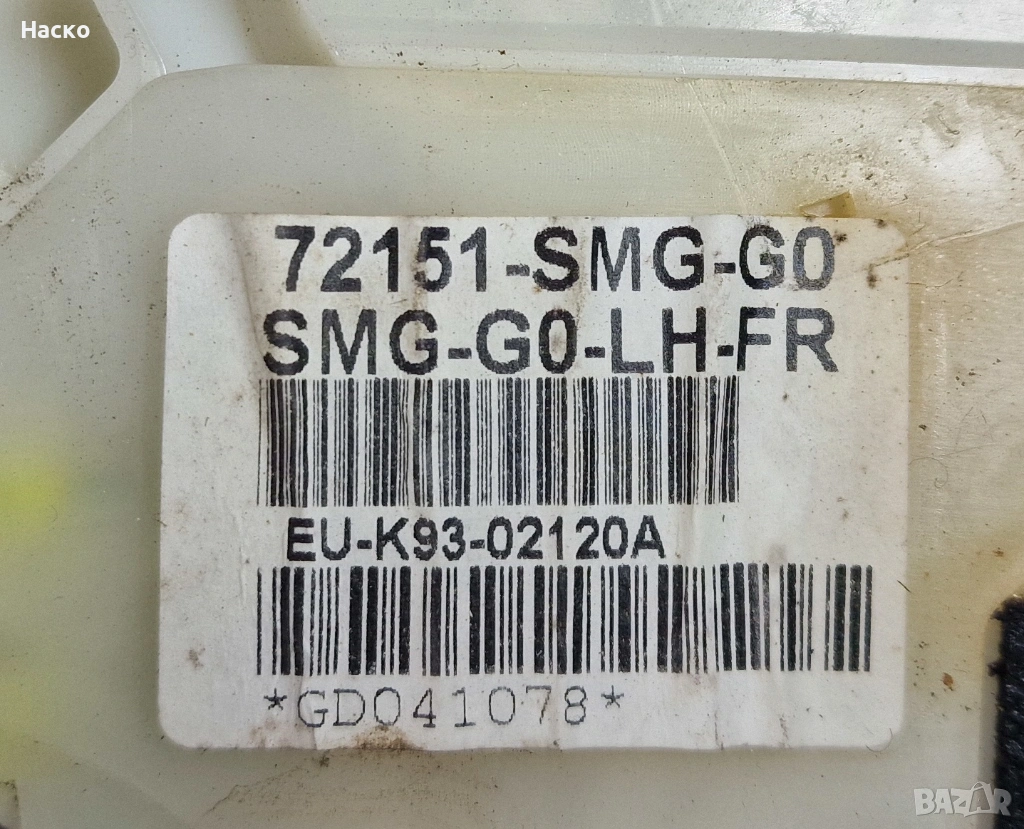 Наско
72151-SMG-G0
SMG-G0-LH-FR
EU-K93-02120A
*GD041078*
BAZAR